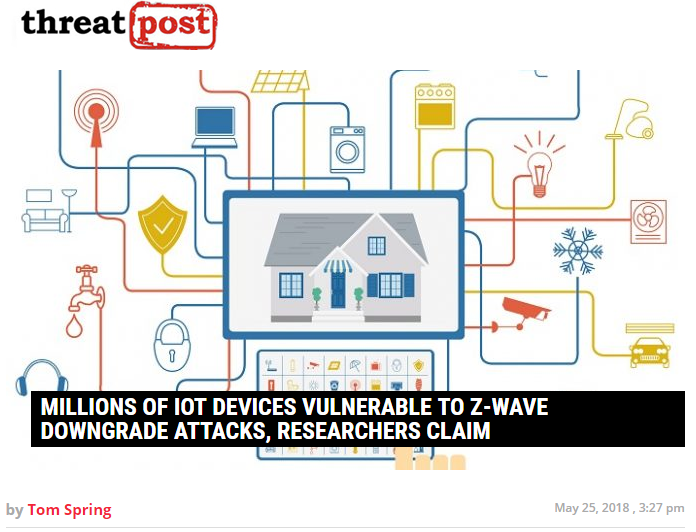 threatpost
MILLIONS OF IOT DEVICES VULNERABLE TO Z-WAVE
DOWNGRADE ATTACKS, RESEARCHERS CLAIM
by Tom Spring
May 25, 2018 , 3:27 pm